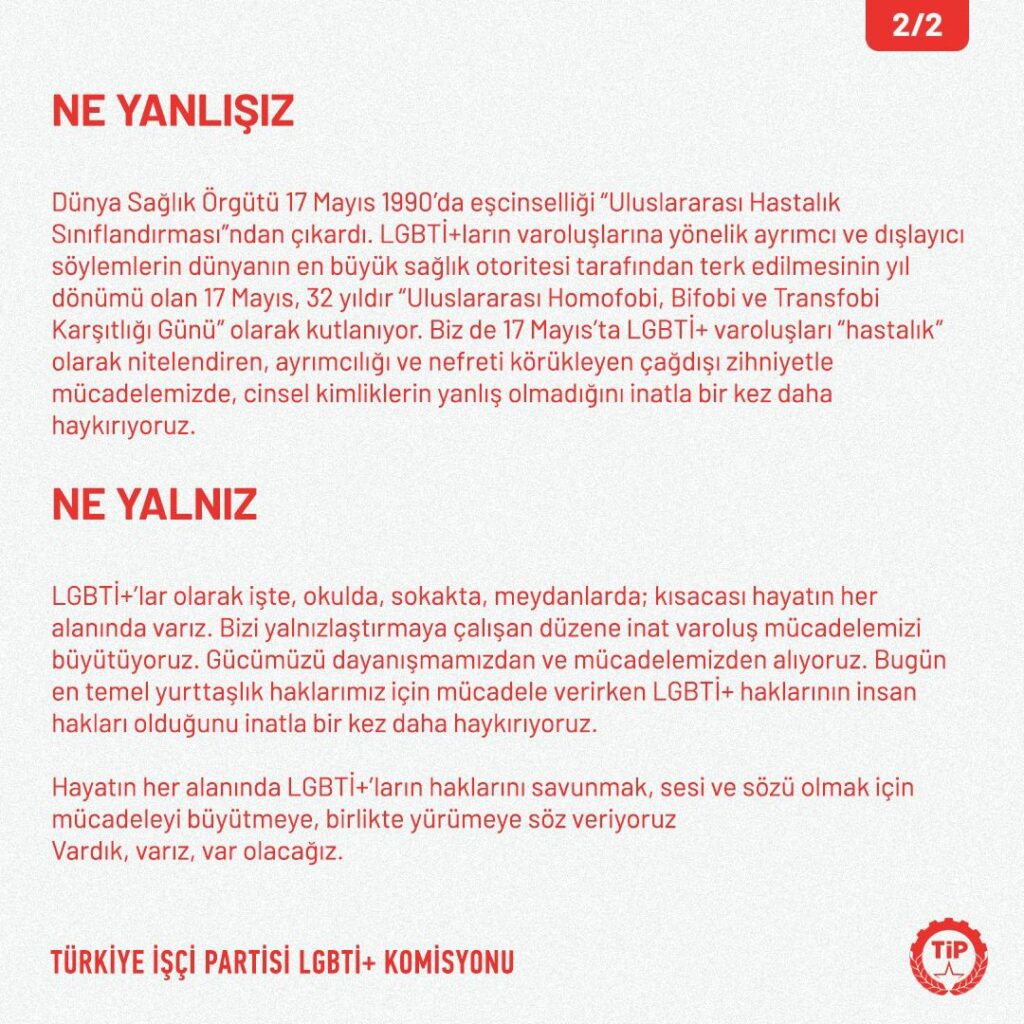 2/2
NE YANLIŞIZ
Dünya Sağlık Örgütü 17 Mayıs 1990’da eşcinselliği “Uluslararası Hastalık
Sınıflandırması”ndan çıkardı. LGBTİ+ların varoluşlarına yönelik ayrımcı ve dışlayıcı
söylemlerin dünyanın en büyük sağlık otoritesi tarafından terk edilmesinin yıl
dönümü olan 17 Mayıs, 32 yıldır “Uluslararası Homofobi, Bifobi ve Transfobi
Karşıtlığı Günü” olarak kutlanıyor. Biz de 17 Mayıs’ta LGBTİ+ varoluşları “hastalık”
olarak nitelendiren, ayrımcılığı ve nefreti körükleyen çağdışı zihniyetle
mücadelemizde, cinsel kimliklerin yanlış olmadığını inatla bir kez daha
haykırıyoruz.
NE YALNIZ
LGBTİ+’lar olarak işte, okulda, sokakta, meydanlarda; kısacası hayatın her
alanında varız. Bizi yalnızlaştırmaya çalışan düzene inat varoluş mücadelemizi
büyütüyoruz. Gücümüzü dayanışmamızdan ve mücadelemizden alıyoruz. Bugün
en temel yurttaşlık haklarımız için mücadele verirken LGBTİ+ haklarının insan
hakları olduğunu inatla bir kez daha haykırıyoruz.
Hayatın her alanında LGBTİ+’ların haklarını savunmak, sesi ve sözü olmak için
mücadeleyi büyütmeye, birlikte yürümeye söz veriyoruz
Vardık, varız, var olacağız.
TÜRKİYE İŞÇİ PARTİSİ LGBTİ+ KOMİSYONU
TİP